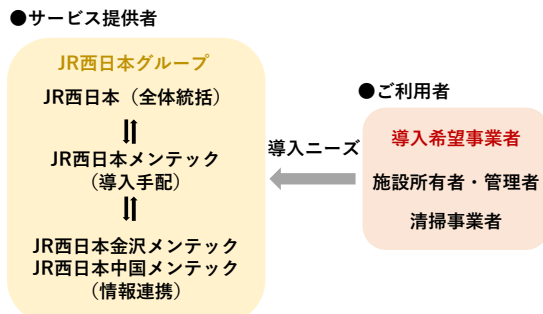 ●サービス提供者
JR西日本グループ
JR西日本（全体統括）
JR西日本メンテック
（導入手配）
JR西日本金沢メンテック
JR西日本中国メンテック
（情報連携）
導入ニーズ
●ご利用者
導入希望事業者
施設所有者・管理者
清掃事業者